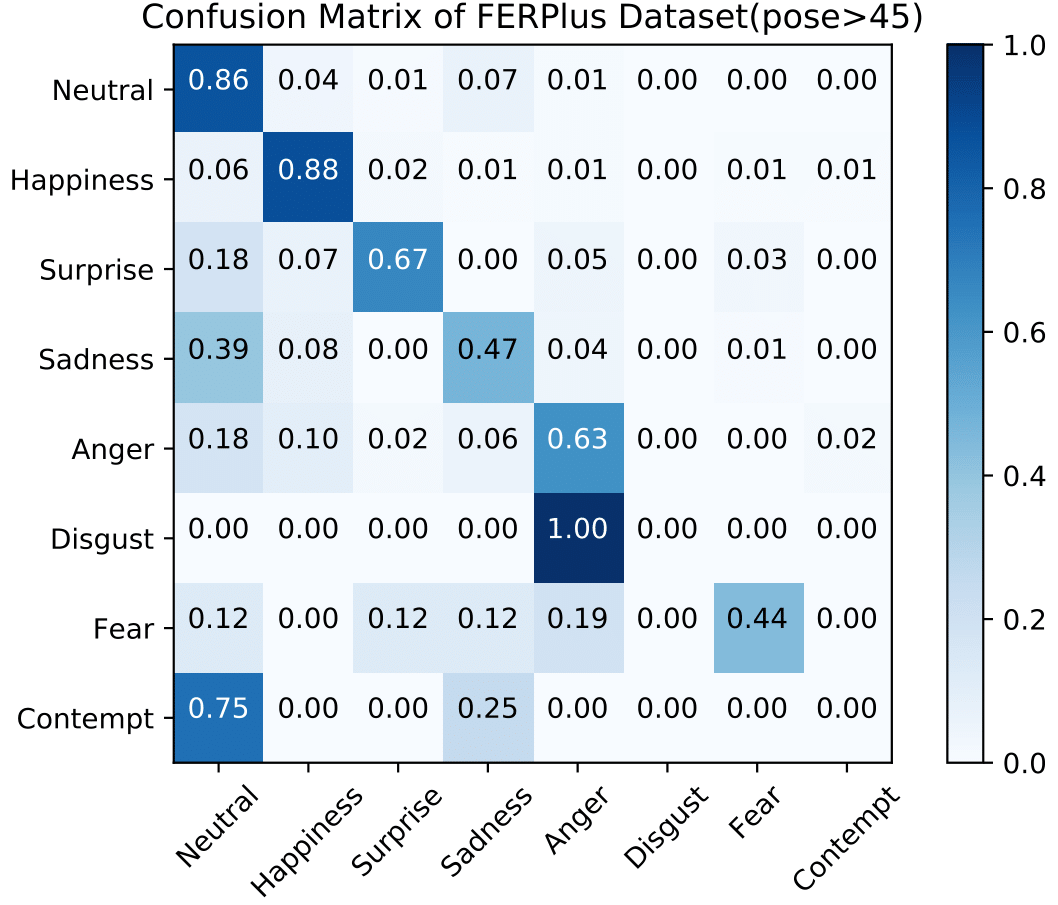 Confusion Matrix of FERPlus Dataset(pose>45)
Neutral 0.86 0.04 0.01 0.07 0.01 0.00 0.00 0.00
Happiness 0.06 0.88 0.02 0.01 0.01 0.00 0.01 0.01
Surprise 0.18 0.07 0.67 0.00 0.05 0.00 0.03 0.00
Sadness 0.39 0.08 0.00 0.47 0.04 0.00 0.01 0.00
Anger 0.18 0.10 0.02 0.06 0.63 0.00 0.00 0.02
Disgust 0.00 0.00 0.00 0.00 1.00 0.00 0.00 0.00
Fear 0.12 0.00 0.12 0.12 0.19 0.00 0.44 0.00
Contempt 0.75 0.00 0.00 0.25 0.00 0.00 0.00 0.00
Neutral Happiness Surprise Sadness Anger Disgust Fear Contempt
1.0
0.8
0.6
0.4
0.2
0.0